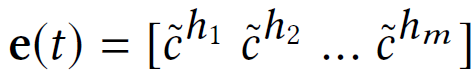 𝐞(t) = [c̃^{h_1} c̃^{h_2} ... c̃^{h_m}]